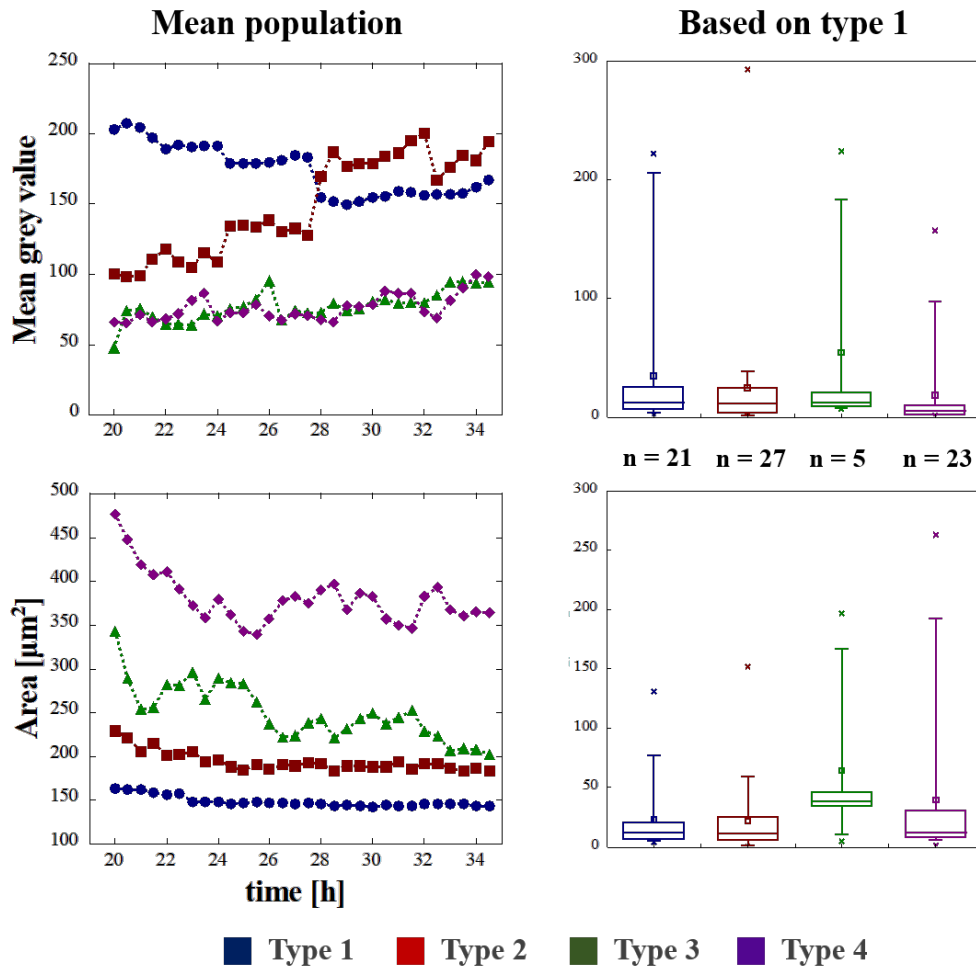 Mean population
Based on type 1
Mean grey value
250
200
150
100
50
0
20 22 24 26 28 30 32 34
300
200
100
0
n = 21 n = 27 n = 5 n = 23
Area [µm²]
500
450
400
350
300
250
200
150
100
20 22 24 26 28 30 32 34
time [h]
300
250
200
150
100
50
0
Type 1 Type 2 Type 3 Type 4